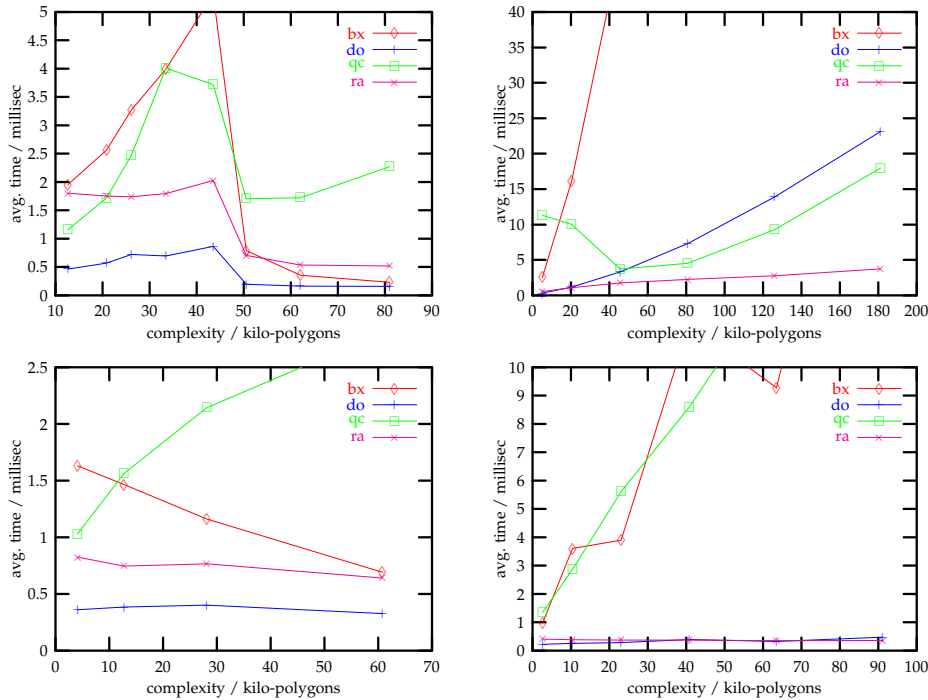 5
4.5
4
3.5
3
2.5
2
1.5
1
0.5
0
avg. time / millisec
bx
do
qc
ra
10 20 30 40 50 60 70 80 90
complexity / kilo-polygons
40
35
30
25
20
15
10
5
0
avg. time / millisec
bx
do
qc
ra
0 20 40 60 80 100 120 140 160 180 200
complexity / kilo-polygons
2.5
2
1.5
1
0.5
0
avg. time / millisec
bx
do
qc
ra
0 10 20 30 40 50 60 70
complexity / kilo-polygons
10
9
8
7
6
5
4
3
2
1
0
avg. time / millisec
bx
do
qc
ra
0 10 20 30 40 50 60 70 80 90 100
complexity / kilo-polygons